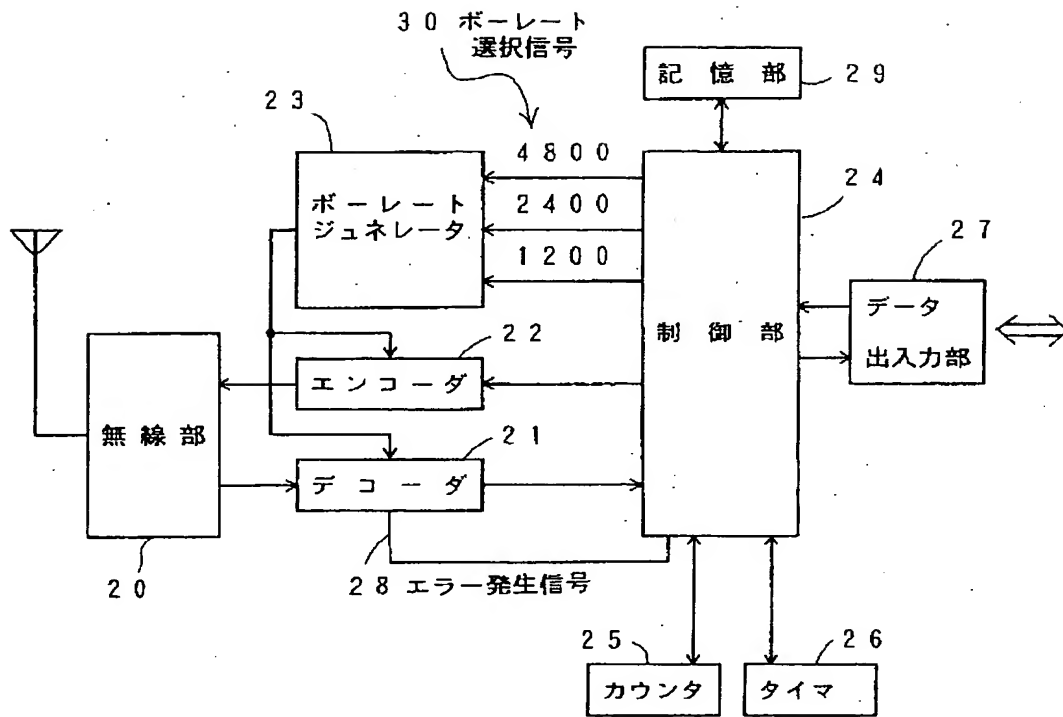 30 ボーレート
選択信号
記憶部
29
23
4800
24
ボーレート
ジュネレータ
2400
27
1200
データ
出入力部
制御部
22
エンコーダ
無線部
21
デコーダ
20
28 エラー発生信号
25
26
カウンタ
タイマ